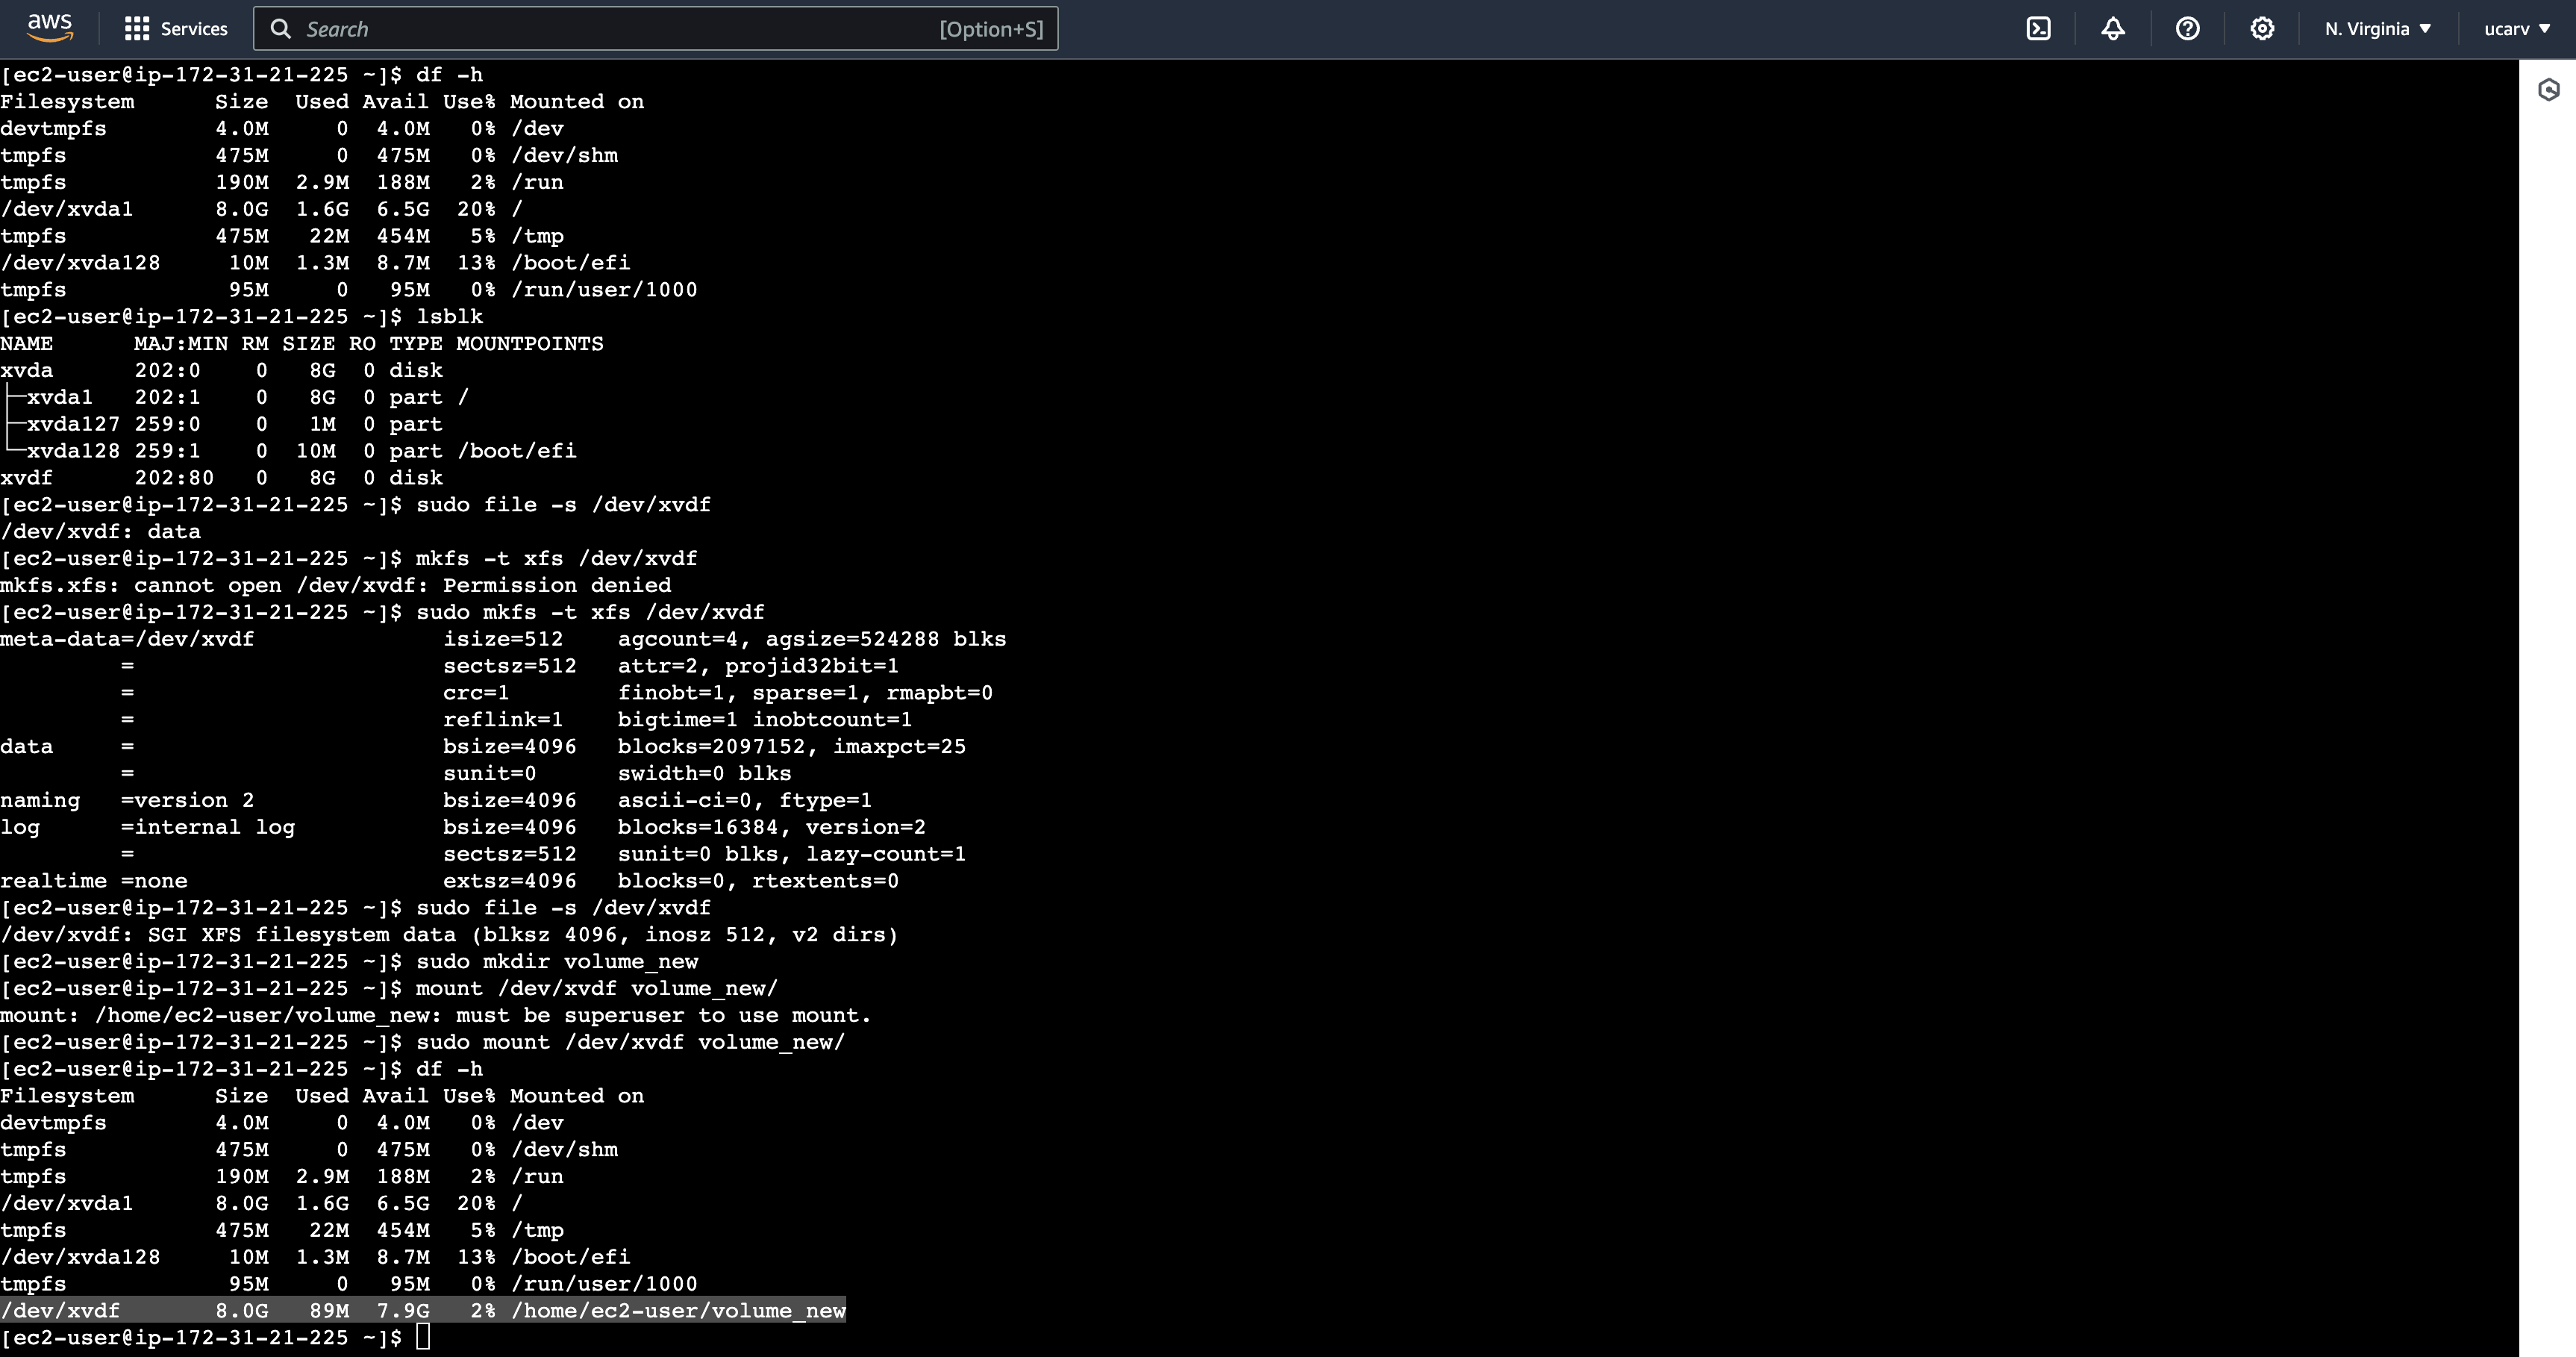 aws Services Search [Option+S] N. Virginia ucarv
[ec2-user@ip-172-31-21-225 ~]$ df -h
Filesystem      Size  Used Avail Use% Mounted on
devtmpfs        4.0M     0  4.0M   0% /dev
tmpfs           475M     0  475M   0% /dev/shm
tmpfs           190M  2.9M  188M   2% /run
/dev/xvda1      8.0G  1.6G  6.5G  20% /
tmpfs           475M   22M  454M   5% /tmp
/dev/xvda128     10M  1.3M  8.7M  13% /boot/efi
tmpfs            95M     0   95M   0% /run/user/1000
[ec2-user@ip-172-31-21-225 ~]$ lsblk
NAME      MAJ:MIN RM SIZE RO TYPE MOUNTPOINTS
xvda      202:0    0   8G  0 disk
├─xvda1   202:1    0   8G  0 part /
├─xvda127 259:0    0   1M  0 part
└─xvda128 259:1    0  10M  0 part /boot/efi
xvdf      202:80   0   8G  0 disk
[ec2-user@ip-172-31-21-225 ~]$ sudo file -s /dev/xvdf
/dev/xvdf: data
[ec2-user@ip-172-31-21-225 ~]$ mkfs -t xfs /dev/xvdf
mkfs.xfs: cannot open /dev/xvdf: Permission denied
[ec2-user@ip-172-31-21-225 ~]$ sudo mkfs -t xfs /dev/xvdf
meta-data=/dev/xvdf              isize=512    agcount=4, agsize=524288 blks
         =                       sectsz=512   attr=2, projid32bit=1
         =                       crc=1        finobt=1, sparse=1, rmapbt=0
         =                       reflink=1    bigtime=1 inobtcount=1
data     =                       bsize=4096   blocks=2097152, imaxpct=25
         =                       sunit=0      swidth=0 blks
naming   =version 2              bsize=4096   ascii-ci=0, ftype=1
log      =internal log           bsize=4096   blocks=16384, version=2
         =                       sectsz=512   sunit=0 blks, lazy-count=1
realtime =none                   extsz=4096   blocks=0, rtextents=0
[ec2-user@ip-172-31-21-225 ~]$ sudo file -s /dev/xvdf
/dev/xvdf: SGI XFS filesystem data (blksz 4096, inosz 512, v2 dirs)
[ec2-user@ip-172-31-21-225 ~]$ sudo mkdir volume_new
[ec2-user@ip-172-31-21-225 ~]$ mount /dev/xvdf volume_new/
mount: /home/ec2-user/volume_new: must be superuser to use mount.
[ec2-user@ip-172-31-21-225 ~]$ sudo mount /dev/xvdf volume_new/
[ec2-user@ip-172-31-21-225 ~]$ df -h
Filesystem      Size  Used Avail Use% Mounted on
devtmpfs        4.0M     0  4.0M   0% /dev
tmpfs           475M     0  475M   0% /dev/shm
tmpfs           190M  2.9M  188M   2% /run
/dev/xvda1      8.0G  1.6G  6.5G  20% /
tmpfs           475M   22M  454M   5% /tmp
/dev/xvda128     10M  1.3M  8.7M  13% /boot/efi
tmpfs            95M     0   95M   0% /run/user/1000
/dev/xvdf       8.0G   89M  7.9G   2% /home/ec2-user/volume_new
[ec2-user@ip-172-31-21-225 ~]$